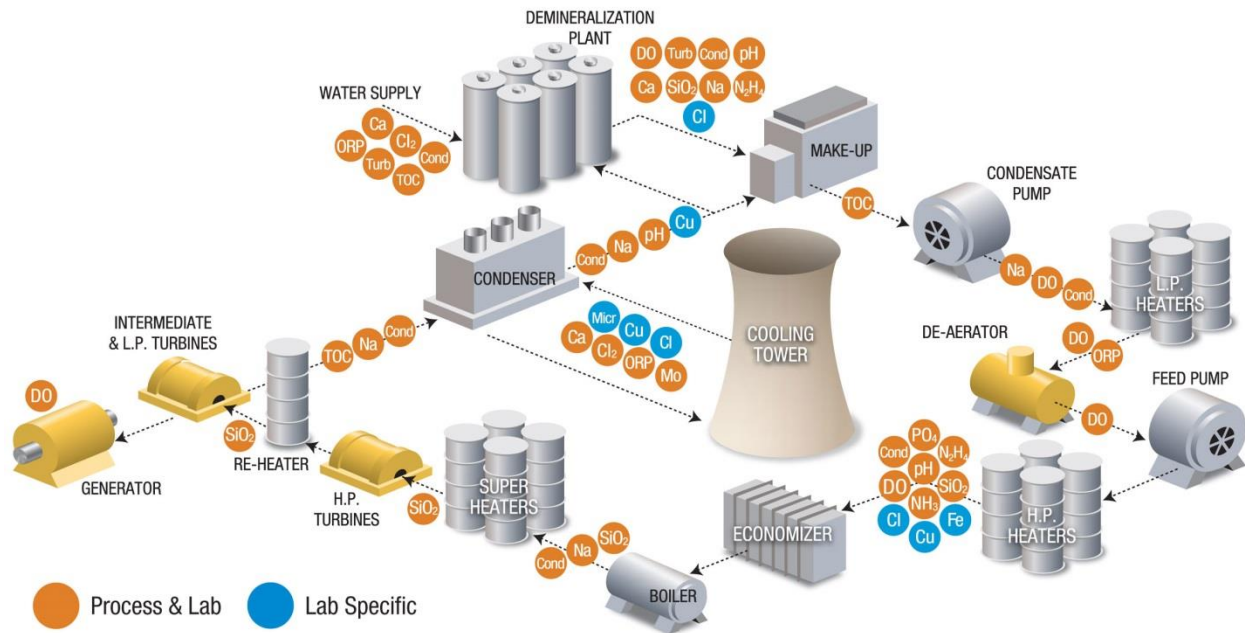 DEMINERALIZATION
PLANT
DO Turb Cond pH
Ca SiO₂ Na N₂H₄
Cl
WATER SUPPLY
Ca
ORP Cl₂
Turb Cond
TOC
MAKE-UP
TOC
CONDENSATE
PUMP
Na DO Cond
L.P.
HEATERS
DO
ORP
DE-AERATOR
DO
FEED PUMP
CONDENSER
Cond Na pH Cu
COOLING
TOWER
Micr Cu Cl
Ca Cl₂ ORP Mo
INTERMEDIATE
& L.P. TURBINES
TOC Na Cond
DO
GENERATOR
SiO₂
RE-HEATER
H.P.
TURBINES
SiO₂
SUPER
HEATERS
Cond Na SiO₂
BOILER
ECONOMIZER
PO₄
Cond N₂H₄
pH
DO SiO₂
NH₃
Cl Fe
Cu
H.P.
HEATERS
Process & Lab
Lab Specific